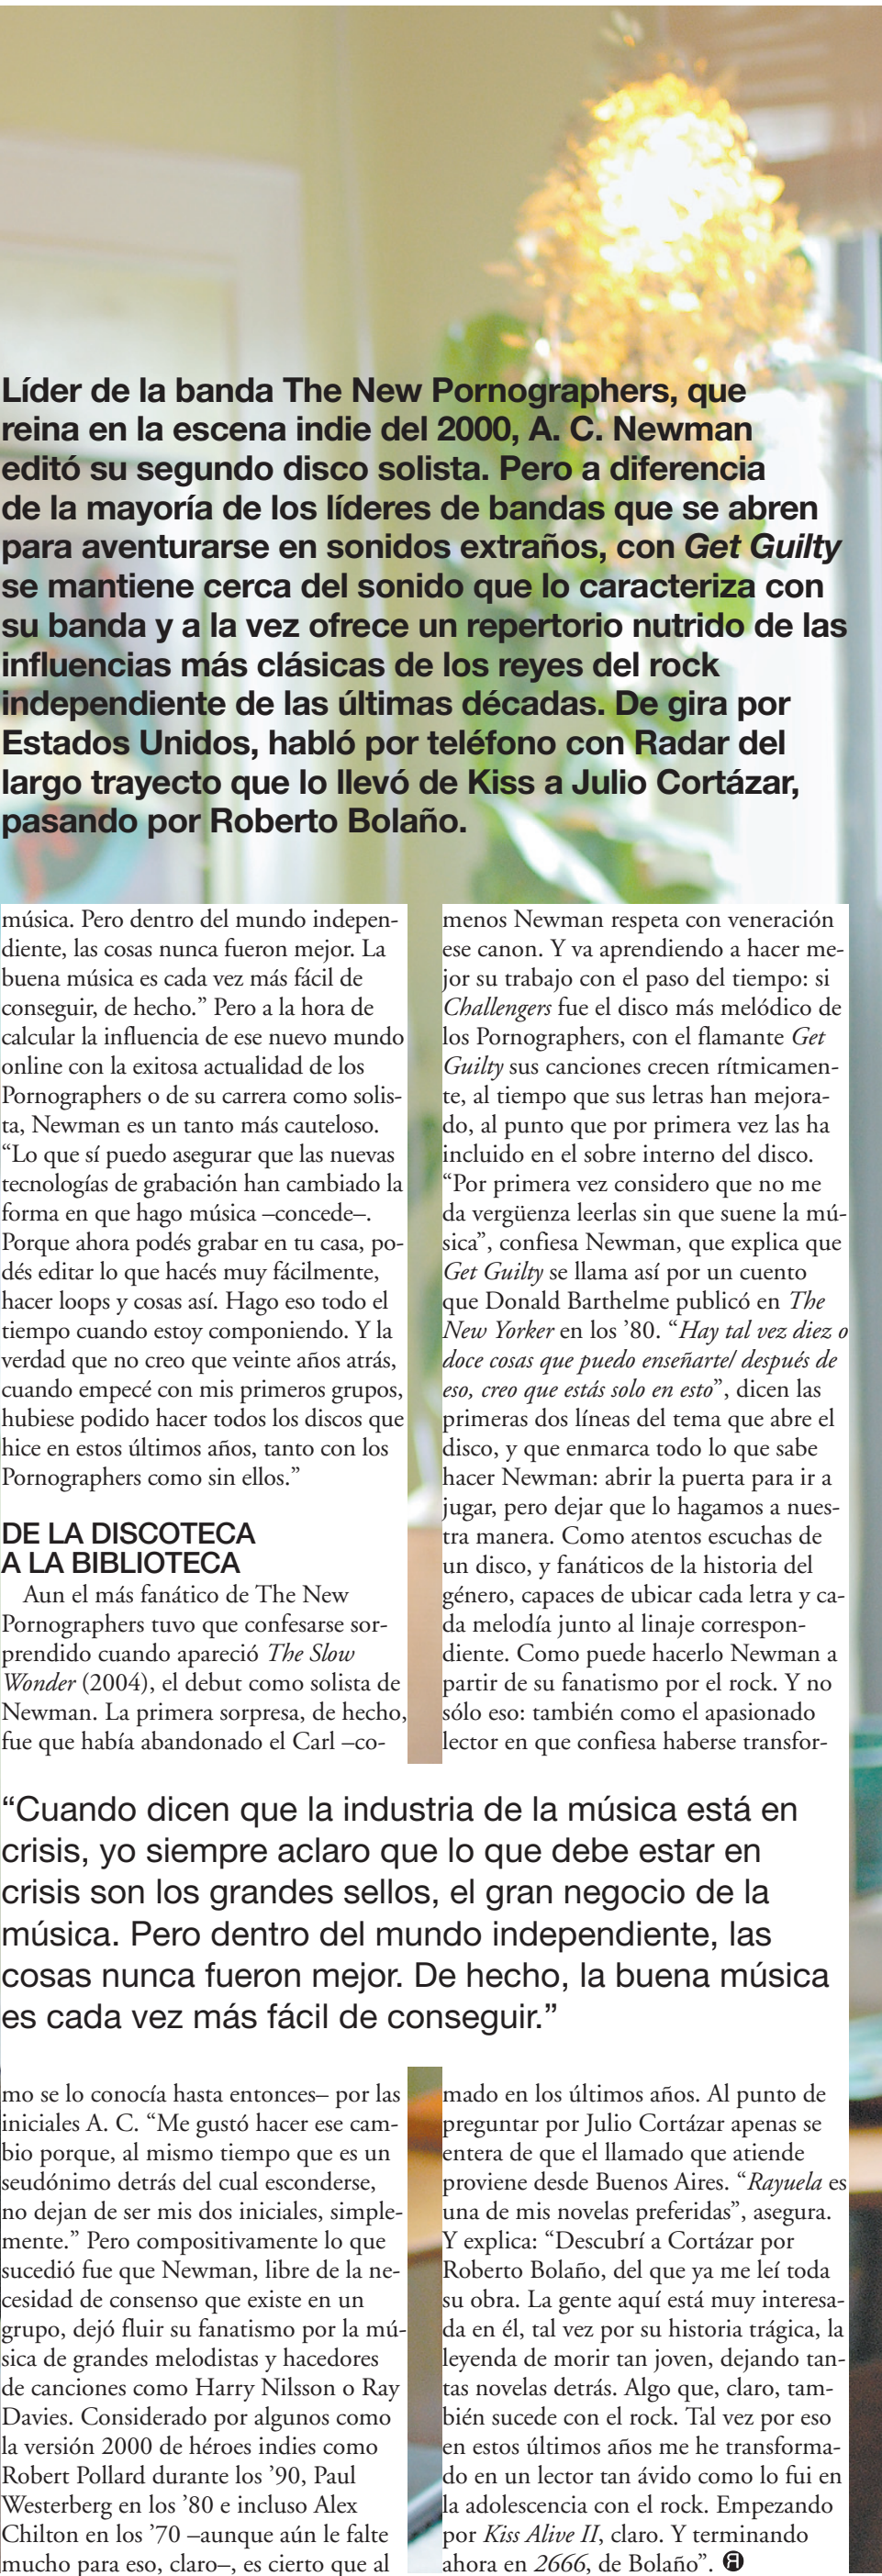 Líder de la banda The New Pornographers, que
reina en la escena indie del 2000, A. C. Newman
editó su segundo disco solista. Pero a diferencia
de la mayoría de los líderes de bandas que se abren
para aventurarse en sonidos extraños, con Get Guilty
se mantiene cerca del sonido que lo caracteriza con
su banda y a la vez ofrece un repertorio nutrido de las
influencias más clásicas de los reyes del rock
independiente de las últimas décadas. De gira por
Estados Unidos, habló por teléfono con Radar del
largo trayecto que lo llevó de Kiss a Julio Cortázar,
pasando por Roberto Bolaño.
música. Pero dentro del mundo indepen-
diente, las cosas nunca fueron mejor. La
buena música es cada vez más fácil de
conseguir, de hecho.” Pero a la hora de
calcular la influencia de ese nuevo mundo
online con la exitosa actualidad de los
Pornographers o de su carrera como solis-
ta, Newman es un tanto más cauteloso.
“Lo que sí puedo asegurar que las nuevas
tecnologías de grabación han cambiado la
forma en que hago música –concede–.
Porque ahora podés grabar en tu casa, po-
dés editar lo que hacés muy fácilmente,
hacer loops y cosas así. Hago eso todo el
tiempo cuando estoy componiendo. Y la
verdad que no creo que veinte años atrás,
cuando empecé con mis primeros grupos,
hubiese podido hacer todos los discos que
hice en estos últimos años, tanto con los
Pornographers como sin ellos.”
DE LA DISCOTECA
A LA BIBLIOTECA
Aun el más fanático de The New
Pornographers tuvo que confesarse sor-
prendido cuando apareció The Slow
Wonder (2004), el debut como solista de
Newman. La primera sorpresa, de hecho,
fue que había abandonado el Carl –co-
mo se lo conocía hasta entonces– por las
iniciales A. C. “Me gustó hacer ese cam-
bio porque, al mismo tiempo que es un
seudónimo detrás del cual esconderse,
no dejan de ser mis dos iniciales, simple-
mente.” Pero compositivamente lo que
sucedió fue que Newman, libre de la ne-
cesidad de consenso que existe en un
grupo, dejó fluir su fanatismo por la mú-
sica de grandes melodistas y hacedores
de canciones como Harry Nilsson o Ray
Davies. Considerado por algunos como
la versión 2000 de héroes indies como
Robert Pollard durante los ’90, Paul
Westerberg en los ’80 e incluso Alex
Chilton en los ’70 –aunque aún le falte
mucho para eso, claro–, es cierto que al
menos Newman respeta con veneración
ese canon. Y va aprendiendo a hacer me-
jor su trabajo con el paso del tiempo: si
Challengers fue el disco más melódico de
los Pornographers, con el flamante Get
Guilty sus canciones crecen rítmicamen-
te, al tiempo que sus letras han mejora-
do, al punto que por primera vez las ha
incluido en el sobre interno del disco.
“Por primera vez considero que no me
da vergüenza leerlas sin que suene la mú-
sica”, confiesa Newman, que explica que
Get Guilty se llama así por un cuento
que Donald Barthelme publicó en The
New Yorker en los ’80. “Hay tal vez diez o
doce cosas que puedo enseñarte/ después de
eso, creo que estás solo en esto”, dicen las
primeras dos líneas del tema que abre el
disco, y que enmarca todo lo que sabe
hacer Newman: abrir la puerta para ir a
jugar, pero dejar que lo hagamos a nues-
tra manera. Como atentos escuchas de
un disco, y fanáticos de la historia del
género, capaces de ubicar cada letra y ca-
da melodía junto al linaje correspon-
diente. Como puede hacerlo Newman a
partir de su fanatismo por el rock. Y no
sólo eso: también como el apasionado
lector en que confiesa haberse transfor-
mado en los últimos años. Al punto de
preguntar por Julio Cortázar apenas se
entera de que el llamado que atiende
proviene desde Buenos Aires. “Rayuela es
una de mis novelas preferidas”, asegura.
Y explica: “Descubrí a Cortázar por
Roberto Bolaño, del que ya me leí toda
su obra. La gente aquí está muy interesa-
da en él, tal vez por su historia trágica, la
leyenda de morir tan joven, dejando tan-
tas novelas detrás. Algo que, claro, tam-
bién sucede con el rock. Tal vez por eso
en estos últimos años me he transforma-
do en un lector tan ávido como lo fui en
la adolescencia con el rock. Empezando
por Kiss Alive II, claro. Y terminando
ahora en 2666, de Bolaño”.
“Cuando dicen que la industria de la música está en
crisis, yo siempre aclaro que lo que debe estar en
crisis son los grandes sellos, el gran negocio de la
música. Pero dentro del mundo independiente, las
cosas nunca fueron mejor. De hecho, la buena música
es cada vez más fácil de conseguir.”